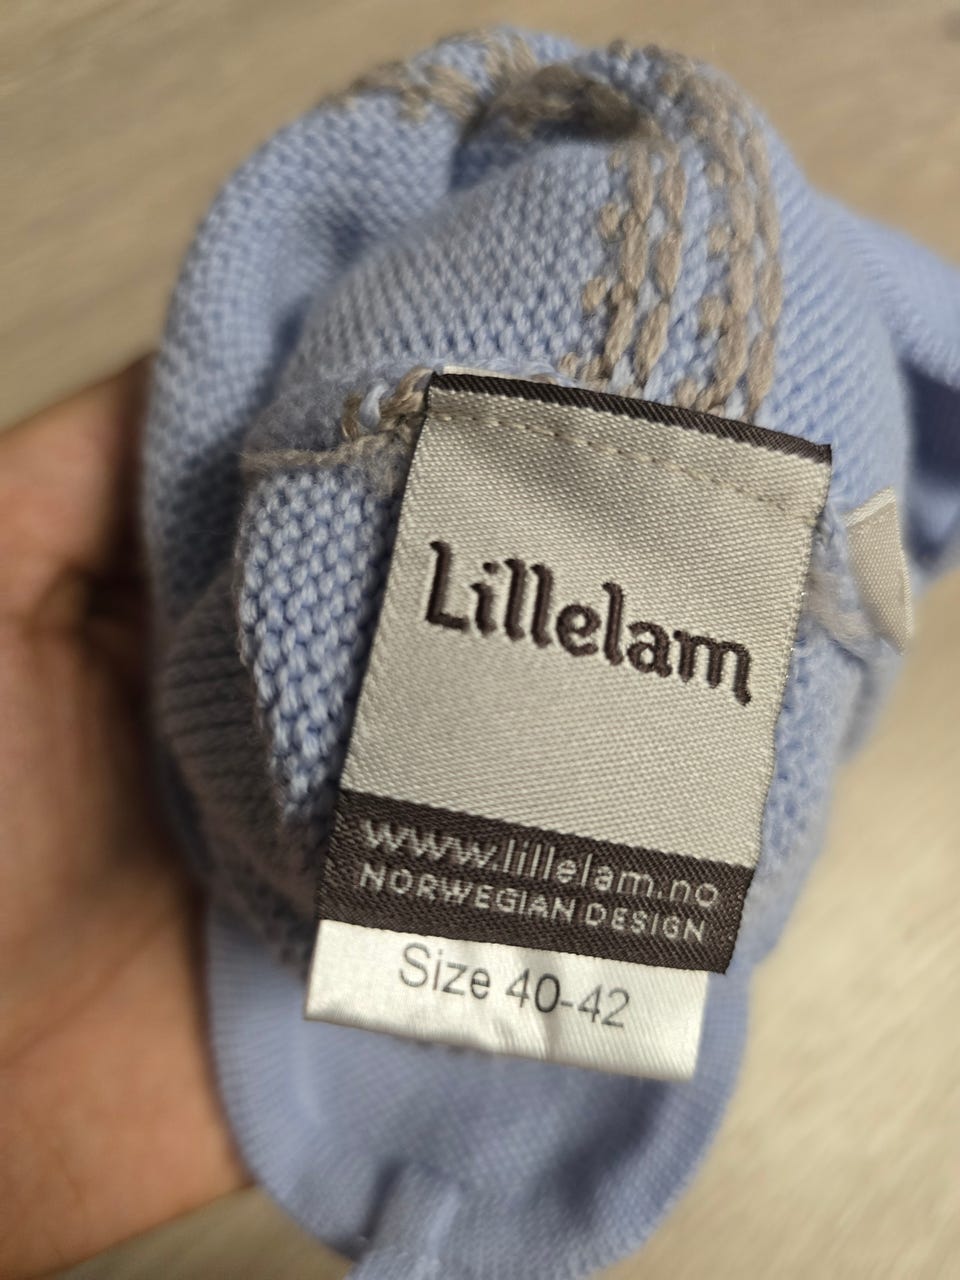 Lillelam
www.lillelam.no
NORWEGIAN DESIGN
Size 40-42